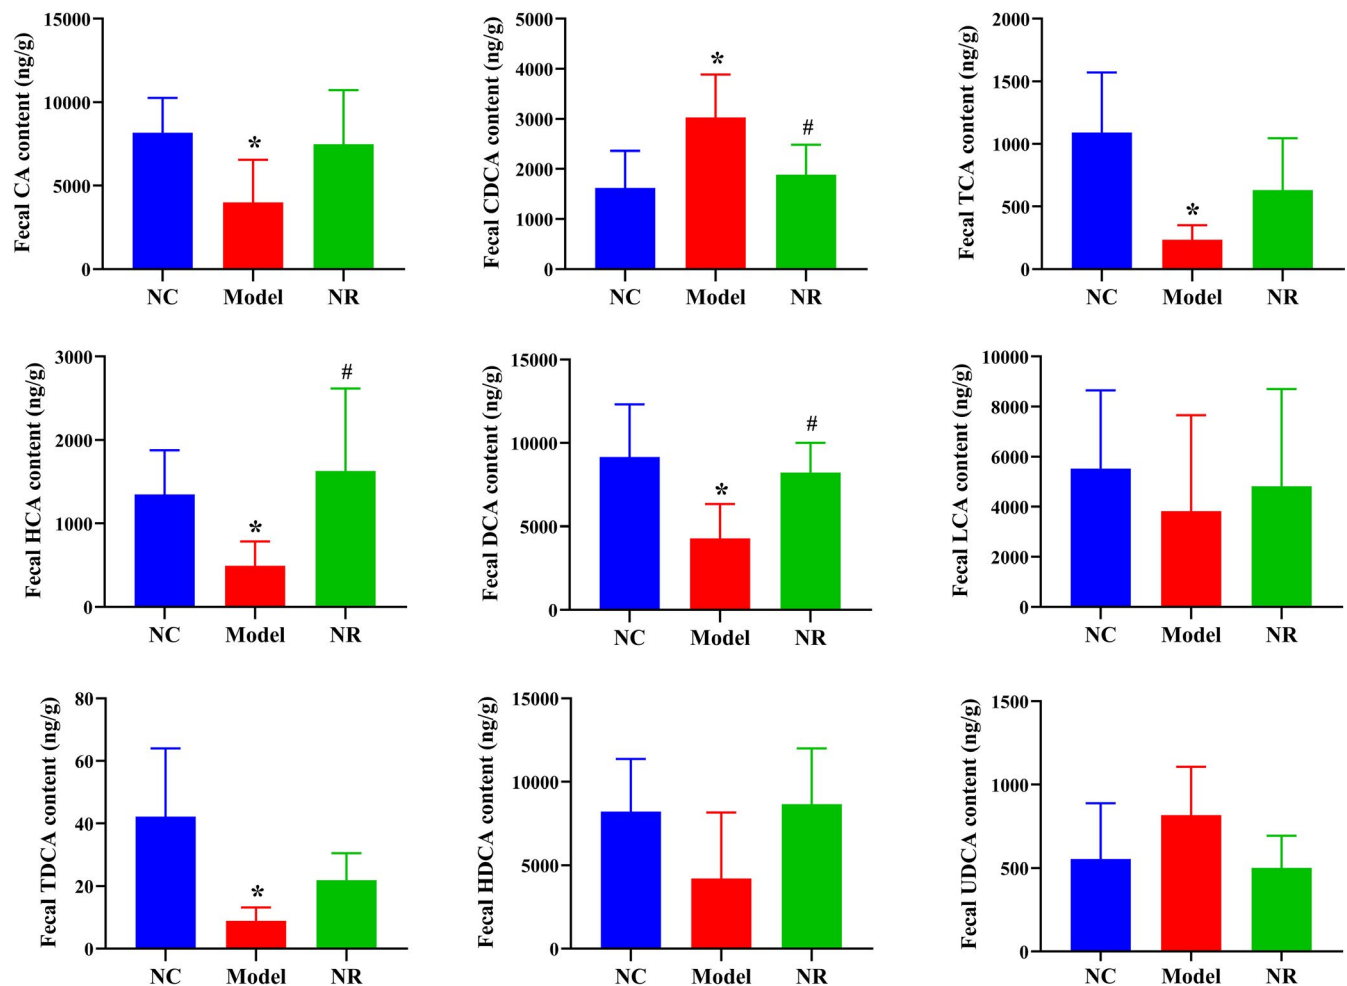 Fecal CA content (ng/g)
15000
10000
5000
0
*
NC Model NR
Fecal CDCA content (ng/g)
5000
4000
3000
2000
1000
0
*
#
NC Model NR
Fecal TCA content (ng/g)
2000
1500
1000
500
0
*
NC Model NR
Fecal HCA content (ng/g)
3000
2000
1000
0
*
#
NC Model NR
Fecal DCA content (ng/g)
15000
10000
5000
0
*
#
NC Model NR
Fecal LCA content (ng/g)
10000
8000
6000
4000
2000
0
NC Model NR
Fecal TDCA content (ng/g)
80
60
40
20
0
*
NC Model NR
Fecal HDCA content (ng/g)
15000
10000
5000
0
NC Model NR
Fecal UDCA content (ng/g)
1500
1000
500
0
NC Model NR